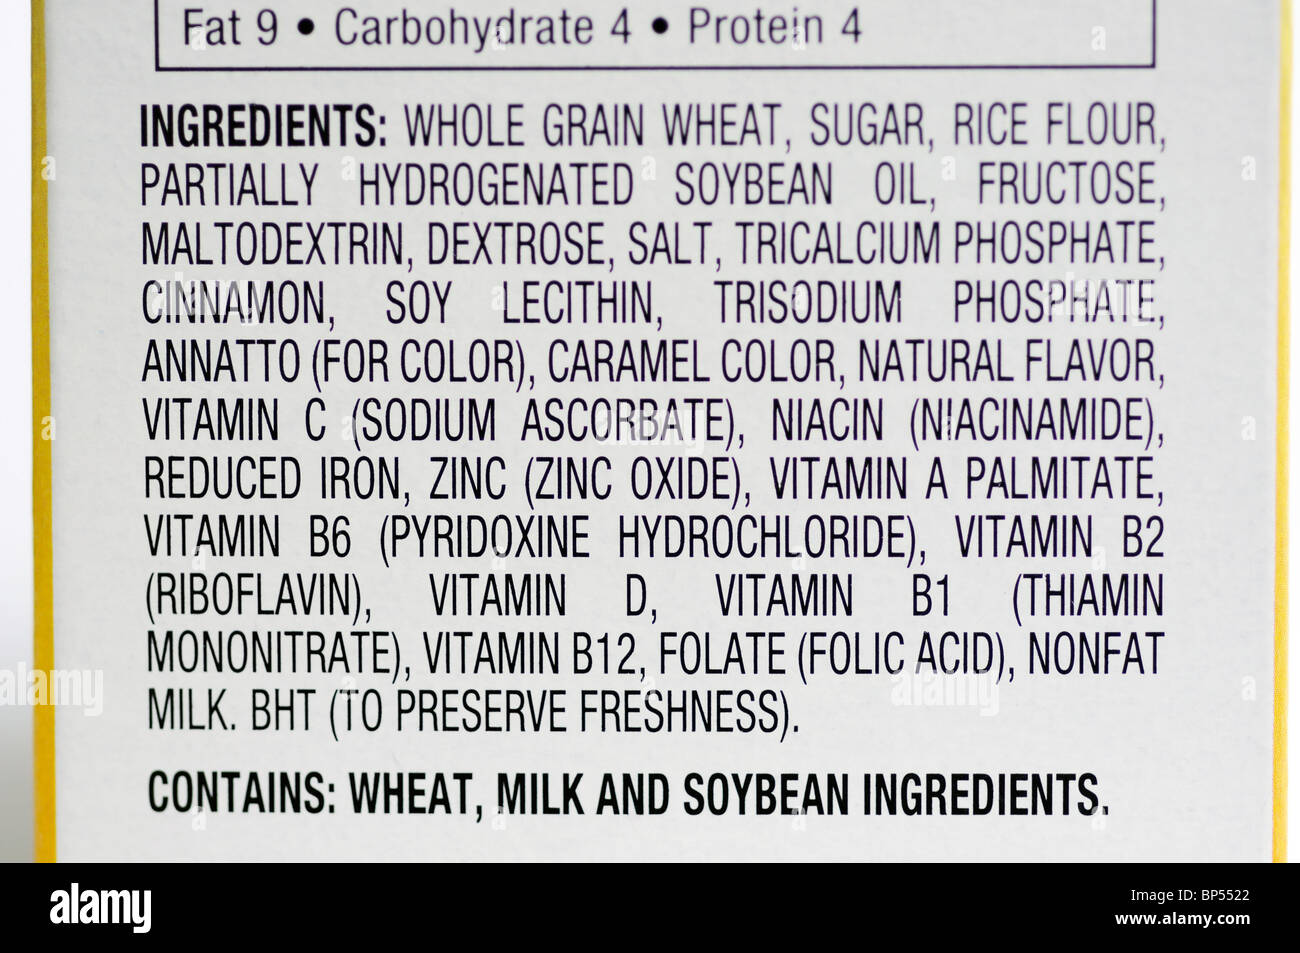 Fat 9 • Carbohydrate 4 • Protein 4
INGREDIENTS: WHOLE GRAIN WHEAT, SUGAR, RICE FLOUR,
PARTIALLY HYDROGENATED SOYBEAN OIL, FRUCTOSE,
MALTODEXTRIN, DEXTROSE, SALT, TRICALCIUM PHOSPHATE,
CINNAMON, SOY LECITHIN, TRISODIUM PHOSPHATE,
ANNATTO (FOR COLOR), CARAMEL COLOR, NATURAL FLAVOR,
VITAMIN C (SODIUM ASCORBATE), NIACIN (NIACINAMIDE),
REDUCED IRON, ZINC (ZINC OXIDE), VITAMIN A PALMITATE,
VITAMIN B6 (PYRIDOXINE HYDROCHLORIDE), VITAMIN B2
(RIBOFLAVIN), VITAMIN D, VITAMIN B1 (THIAMIN
MONONITRATE), VITAMIN B12, FOLATE (FOLIC ACID), NONFAT
MILK. BHT (TO PRESERVE FRESHNESS).
CONTAINS: WHEAT, MILK AND SOYBEAN INGREDIENTS.
alamy
Image ID: BP5522
www.alamy.com